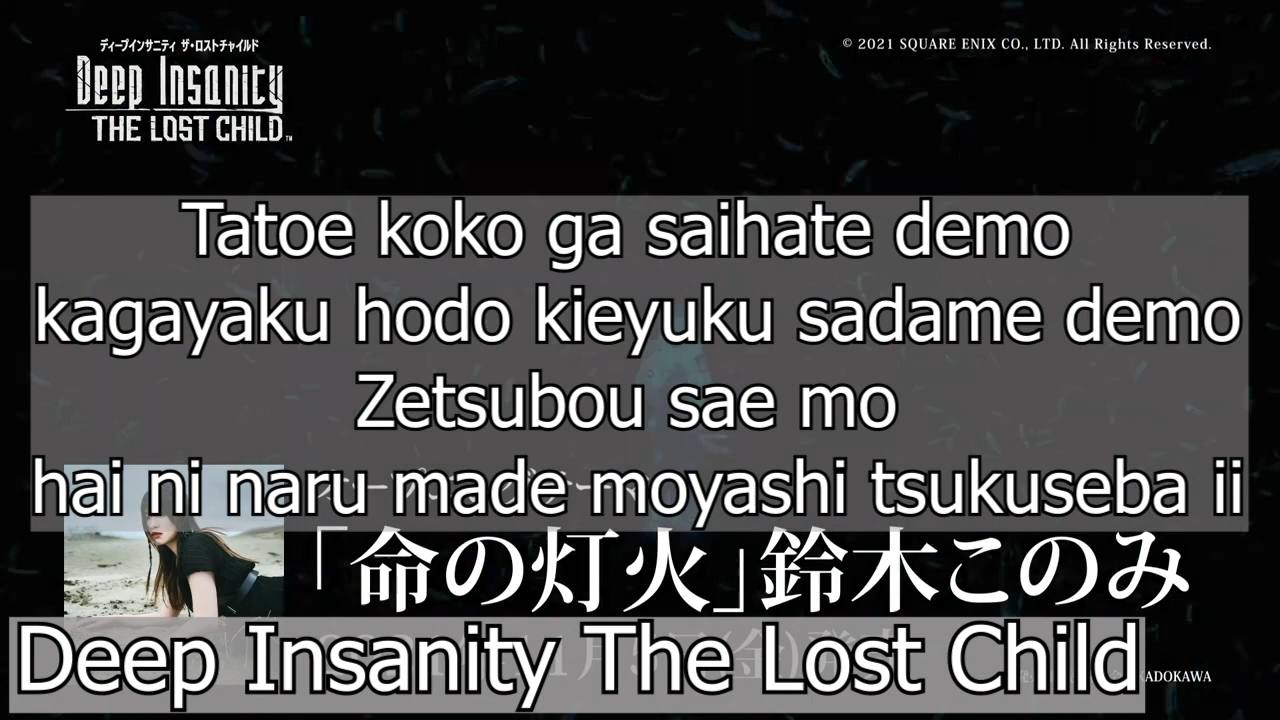 ディープインサニティ ザ・ロストチャイルド
Deep Insanity
THE LOST CHILD™
© 2021 SQUARE ENIX CO., LTD. All Rights Reserved.
Tatoe koko ga saihate demo
kagayaku hodo kieyuku sadame demo
Zetsubou sae mo
hai ni naru made moyashi tsukuseba ii
「命の灯火」鈴木このみ
Deep Insanity The Lost Child
KADOKAWA